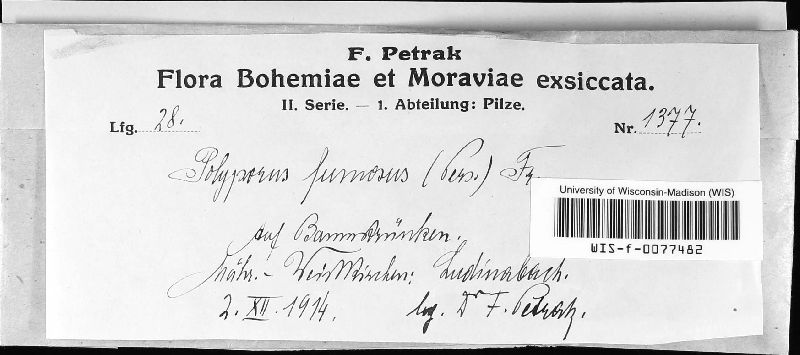 F. Petrak
Flora Bohemiae et Moraviae exsiccata.
II. Serie. — 1. Abteilung: Pilze.
Lfg. 28. Nr. 1377.
Polyporus fumosus (Pers.) Fr.
University of Wisconsin-Madison (WIS)
WIS-f-0077482
auf Baumstrünken.
Mähr.- Weisskirchen: Ludinabach.
2. XII. 1914. leg. Dr F. Petrak.